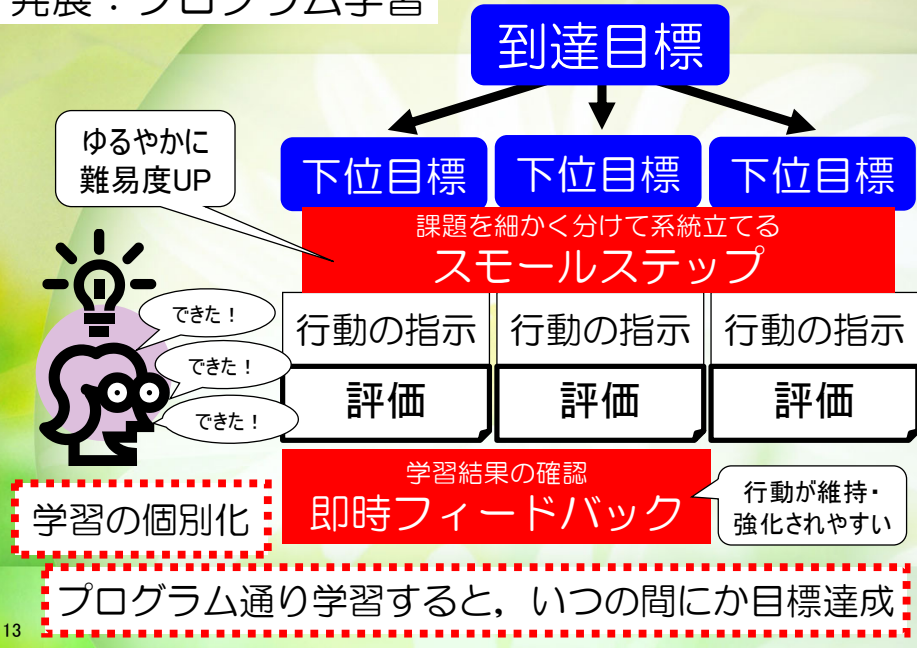 発展：プログラム学習
到達目標
ゆるやかに
難易度UP
下位目標 下位目標 下位目標
課題を細かく分けて系統立てる
スモールステップ
できた！
できた！
できた！
行動の指示 行動の指示 行動の指示
評価 評価 評価
学習結果の確認
即時フィードバック
行動が維持・
強化されやすい
学習の個別化
プログラム通り学習すると，いつの間にか目標達成
13